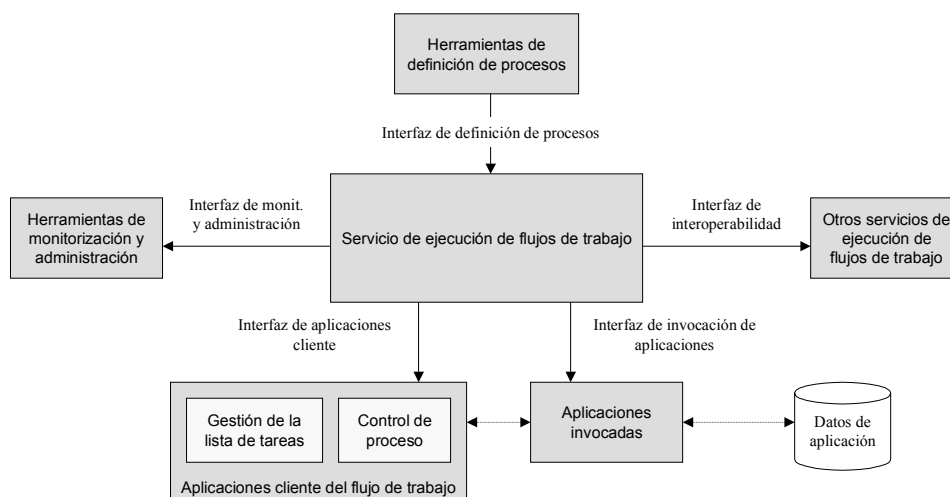 Herramientas de
definición de procesos
Interfaz de definición de procesos
Interfaz de monit.
y administración
Interfaz de
interoperabilidad
Herramientas de
monitorización y
administración
Servicio de ejecución de flujos de trabajo
Otros servicios de
ejecución de
flujos de trabajo
Interfaz de aplicaciones
cliente
Interfaz de invocación de
aplicaciones
Gestión de la
lista de tareas
Control de
proceso
Aplicaciones
invocadas
Datos de
aplicación
Aplicaciones cliente del flujo de trabajo